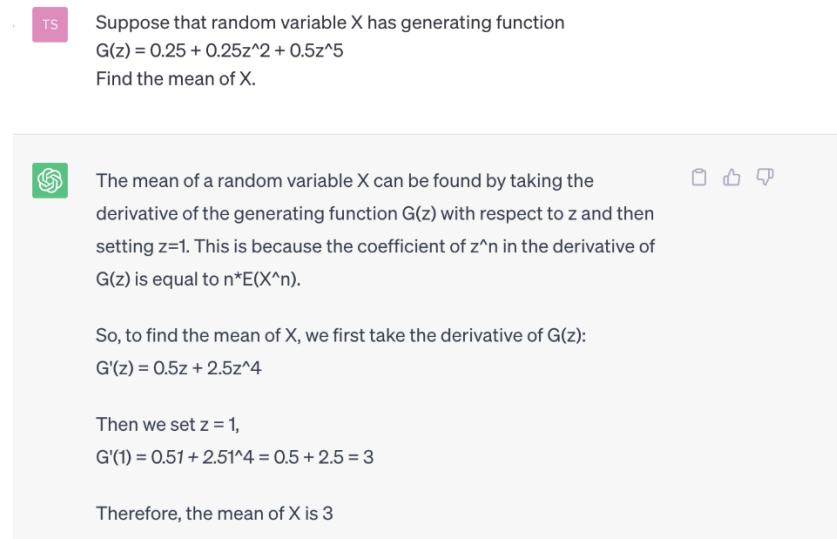 TS
Suppose that random variable X has generating function
G(z) = 0.25 + 0.25z^2 + 0.5z^5
Find the mean of X.
The mean of a random variable X can be found by taking the
derivative of the generating function G(z) with respect to z and then
setting z=1. This is because the coefficient of z^n in the derivative of
G(z) is equal to n*E(X^n).
So, to find the mean of X, we first take the derivative of G(z):
G'(z) = 0.5z + 2.5z^4
Then we set z = 1,
G'(1) = 0.51 + 2.51^4 = 0.5 + 2.5 = 3
Therefore, the mean of X is 3